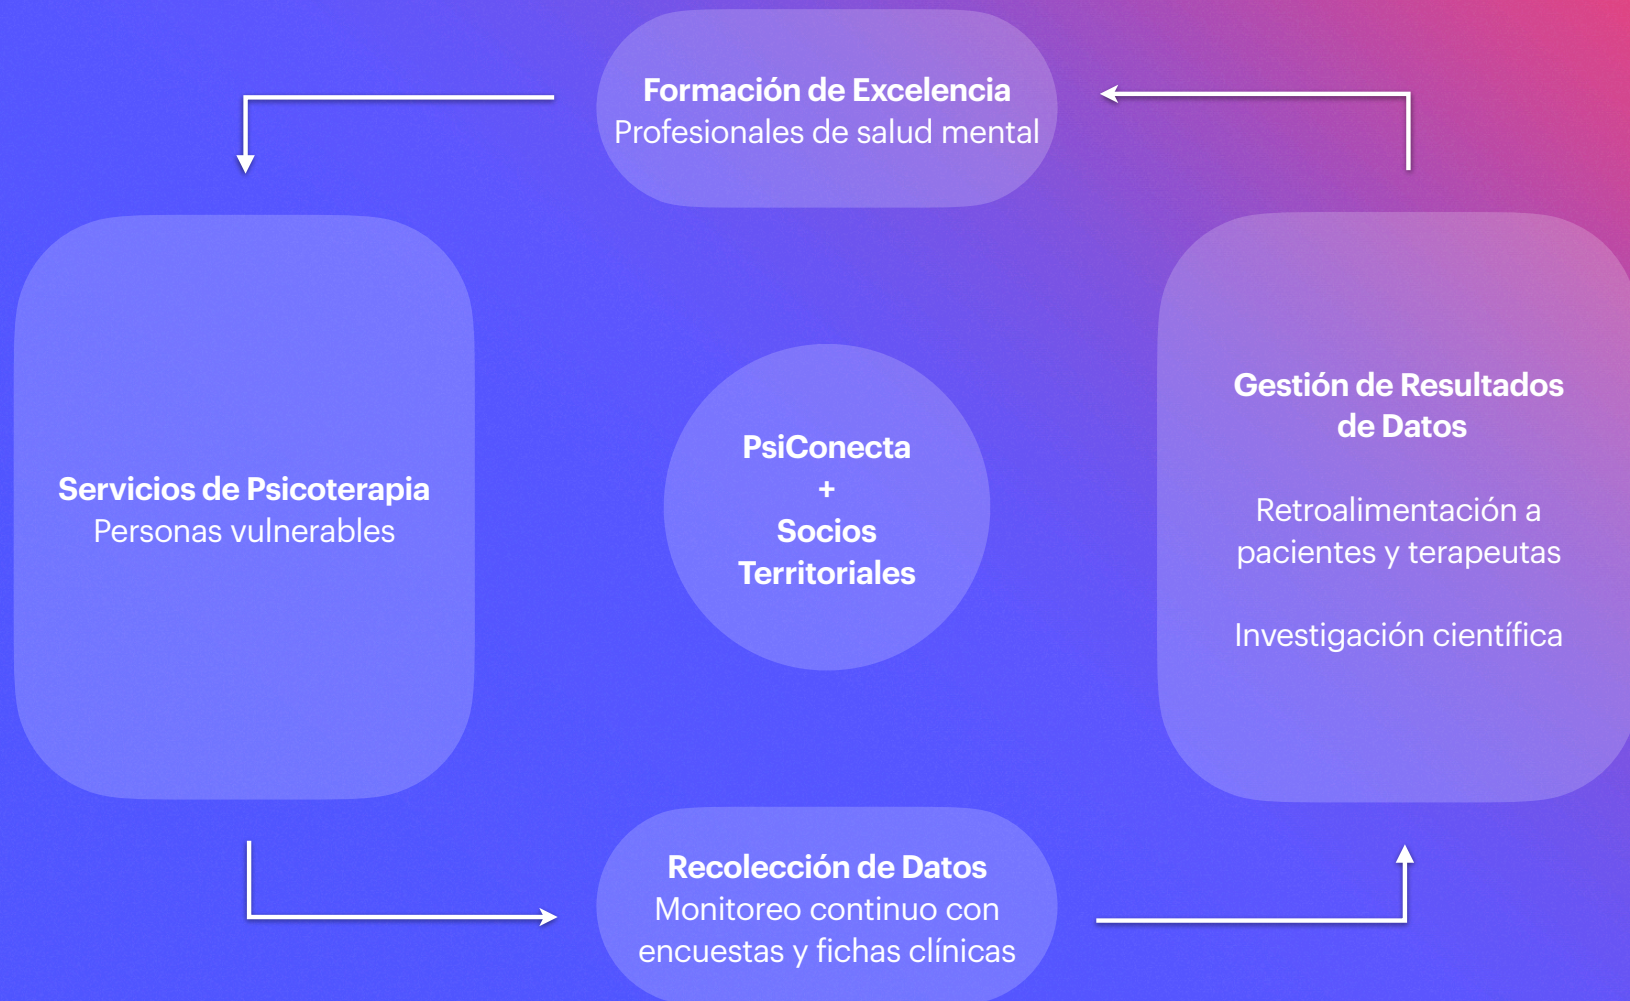 Formación de Excelencia
Profesionales de salud mental
Servicios de Psicoterapia
Personas vulnerables
PsiConecta
+
Socios
Territoriales
Gestión de Resultados
de Datos
Retroalimentación a
pacientes y terapeutas
Investigación científica
Recolección de Datos
Monitoreo continuo con
encuestas y fichas clínicas